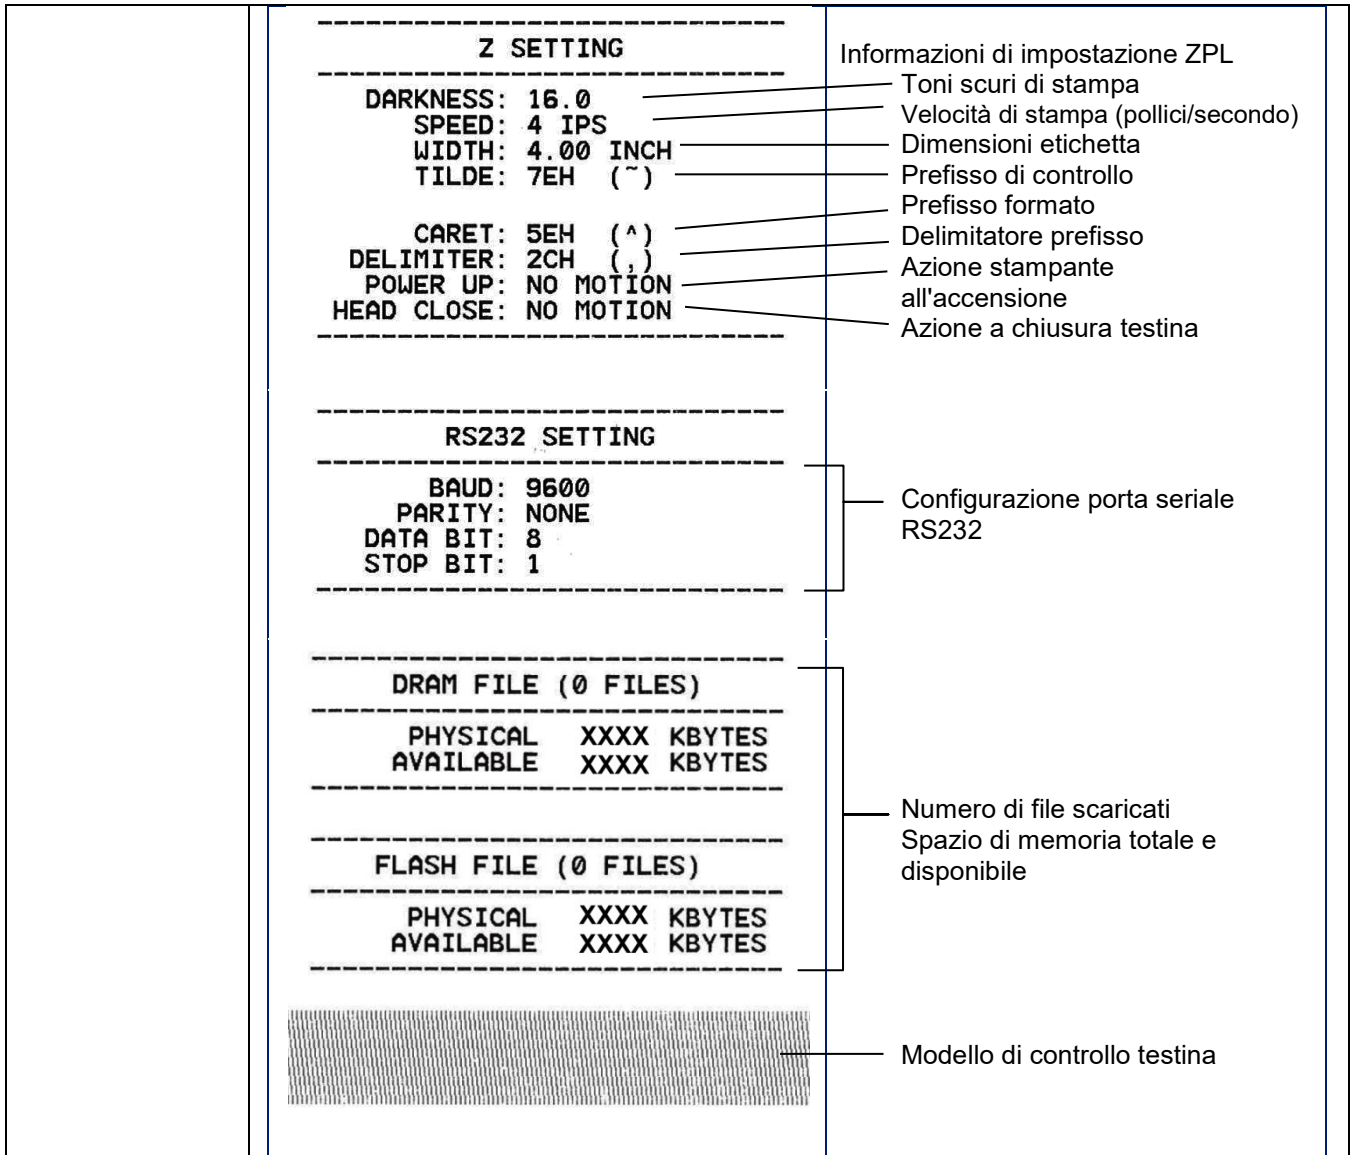 Z SETTING
DARKNESS: 16.0
SPEED: 4 IPS
WIDTH: 4.00 INCH
TILDE: 7EH (~)
CARET: 5EH (^)
DELIMITER: 2CH (,)
POWER UP: NO MOTION
HEAD CLOSE: NO MOTION
Informazioni di impostazione ZPL
Toni scuri di stampa
Velocità di stampa (pollici/secondo)
Dimensioni etichetta
Prefisso di controllo
Prefisso formato
Delimitatore prefisso
Azione stampante
all'accensione
Azione a chiusura testina
RS232 SETTING
BAUD: 9600
PARITY: NONE
DATA BIT: 8
STOP BIT: 1
Configurazione porta seriale
RS232
DRAM FILE (0 FILES)
PHYSICAL XXXX KBYTES
AVAILABLE XXXX KBYTES
FLASH FILE (0 FILES)
PHYSICAL XXXX KBYTES
AVAILABLE XXXX KBYTES
Numero di file scaricati
Spazio di memoria totale e
disponibile
Modello di controllo testina